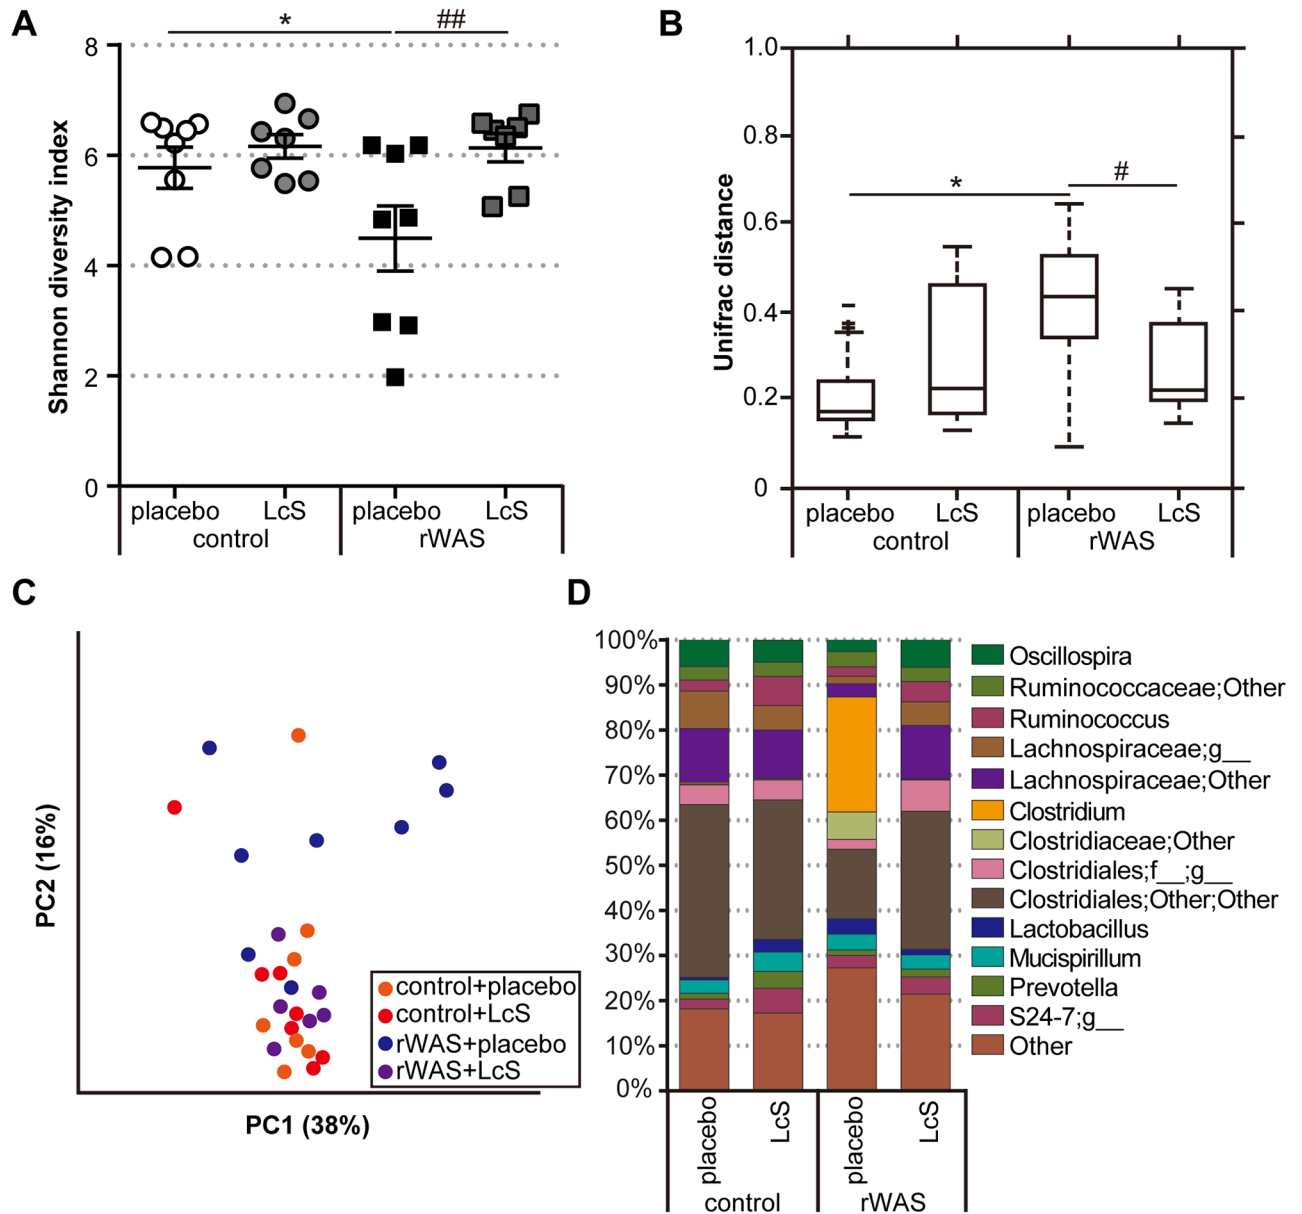 A
*
##
8
6
4
2
0
Shannon diversity index
placebo
LcS
placebo
LcS
control
rWAS
B
1.0
0.8
0.6
0.4
0.2
0
Unifrac distance
*
#
placebo
LcS
placebo
LcS
control
rWAS
C
PC2 (16%)
PC1 (38%)
control+placebo
control+LcS
rWAS+placebo
rWAS+LcS
D
100%
90%
80%
70%
60%
50%
40%
30%
20%
10%
0%
placebo
LcS
placebo
LcS
control
rWAS
Oscillospira
Ruminococcaceae;Other
Ruminococcus
Lachnospiraceae;g__
Lachnospiraceae;Other
Clostridium
Clostridiaceae;Other
Clostridiales;f__;g__
Clostridiales;Other;Other
Lactobacillus
Mucispirillum
Prevotella
S24-7;g__
Other